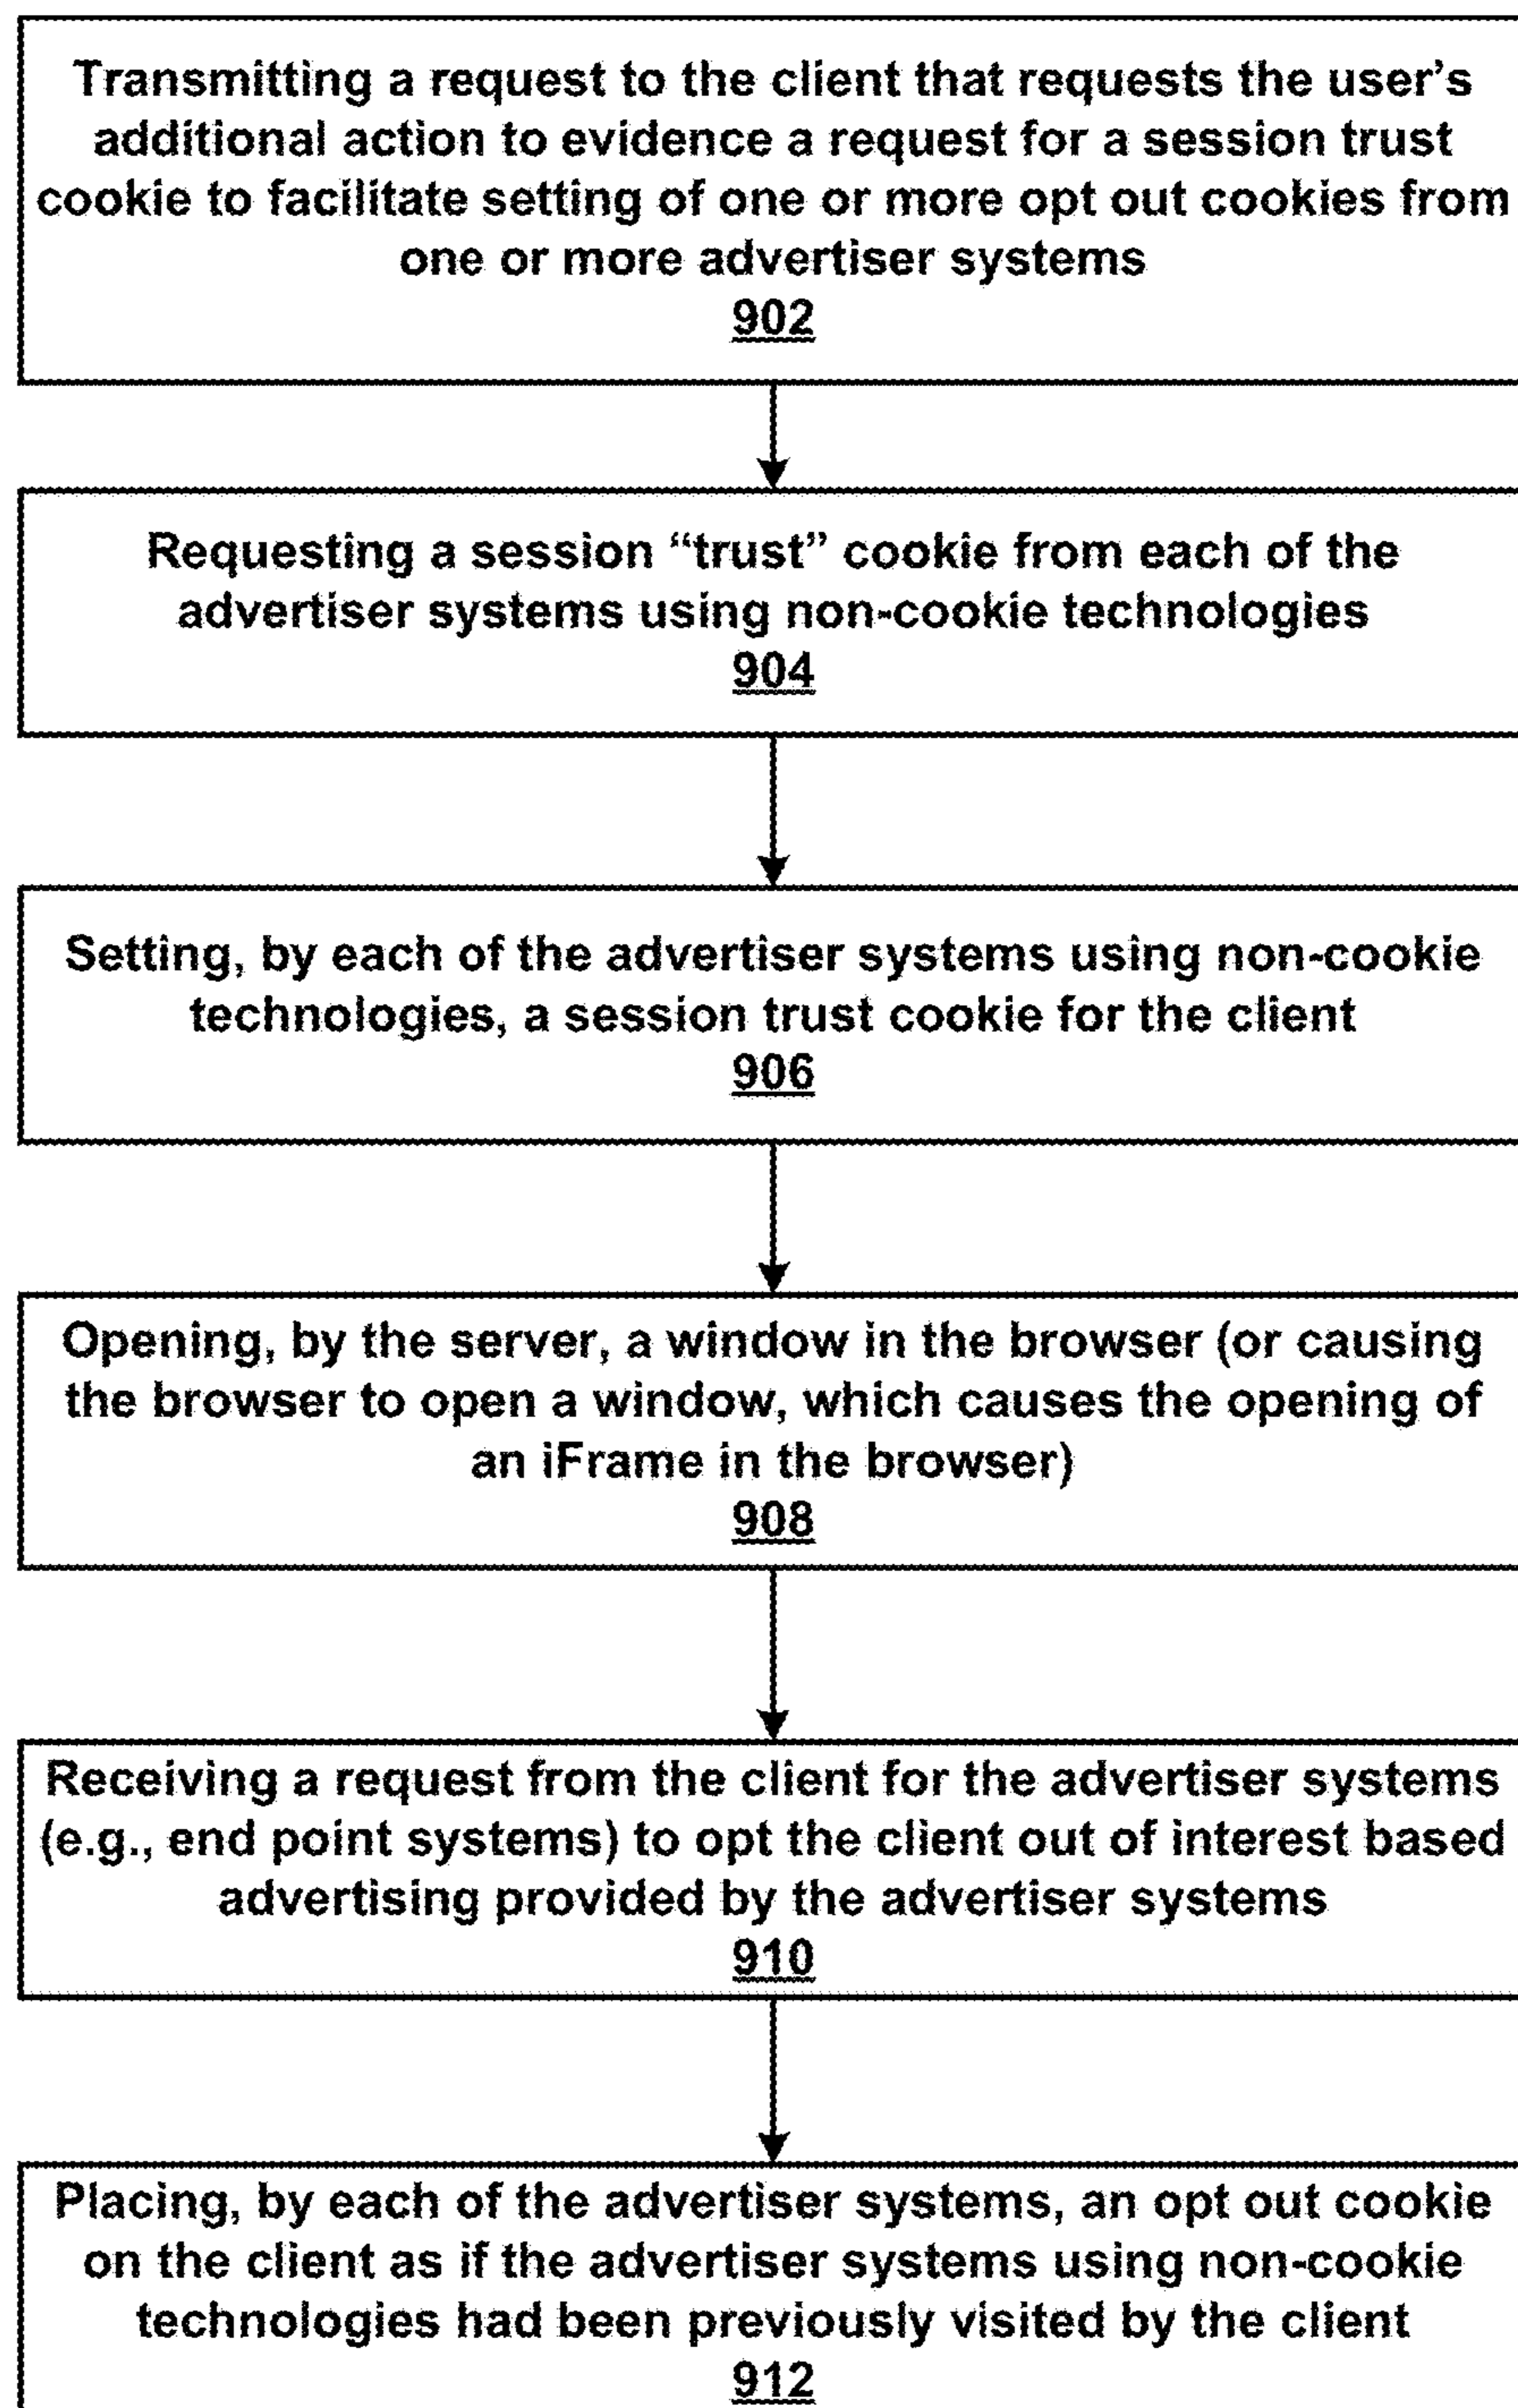 Transmitting a request to the client that requests the user’s
additional action to evidence a request for a session trust
cookie to facilitate setting of one or more opt out cookies from
one or more advertiser systems
902
Requesting a session “trust” cookie from each of the
advertiser systems using non-cookie technologies
904
Setting, by each of the advertiser systems using non-cookie
technologies, a session trust cookie for the client
906
Opening, by the server, a window in the browser (or causing
the browser to open a window, which causes the opening of
an iFrame in the browser)
908
Receiving a request from the client for the advertiser systems
(e.g., end point systems) to opt the client out of interest based
advertising provided by the advertiser systems
910
Placing, by each of the advertiser systems, an opt out cookie
on the client as if the advertiser systems using non-cookie
technologies had been previously visited by the client
912